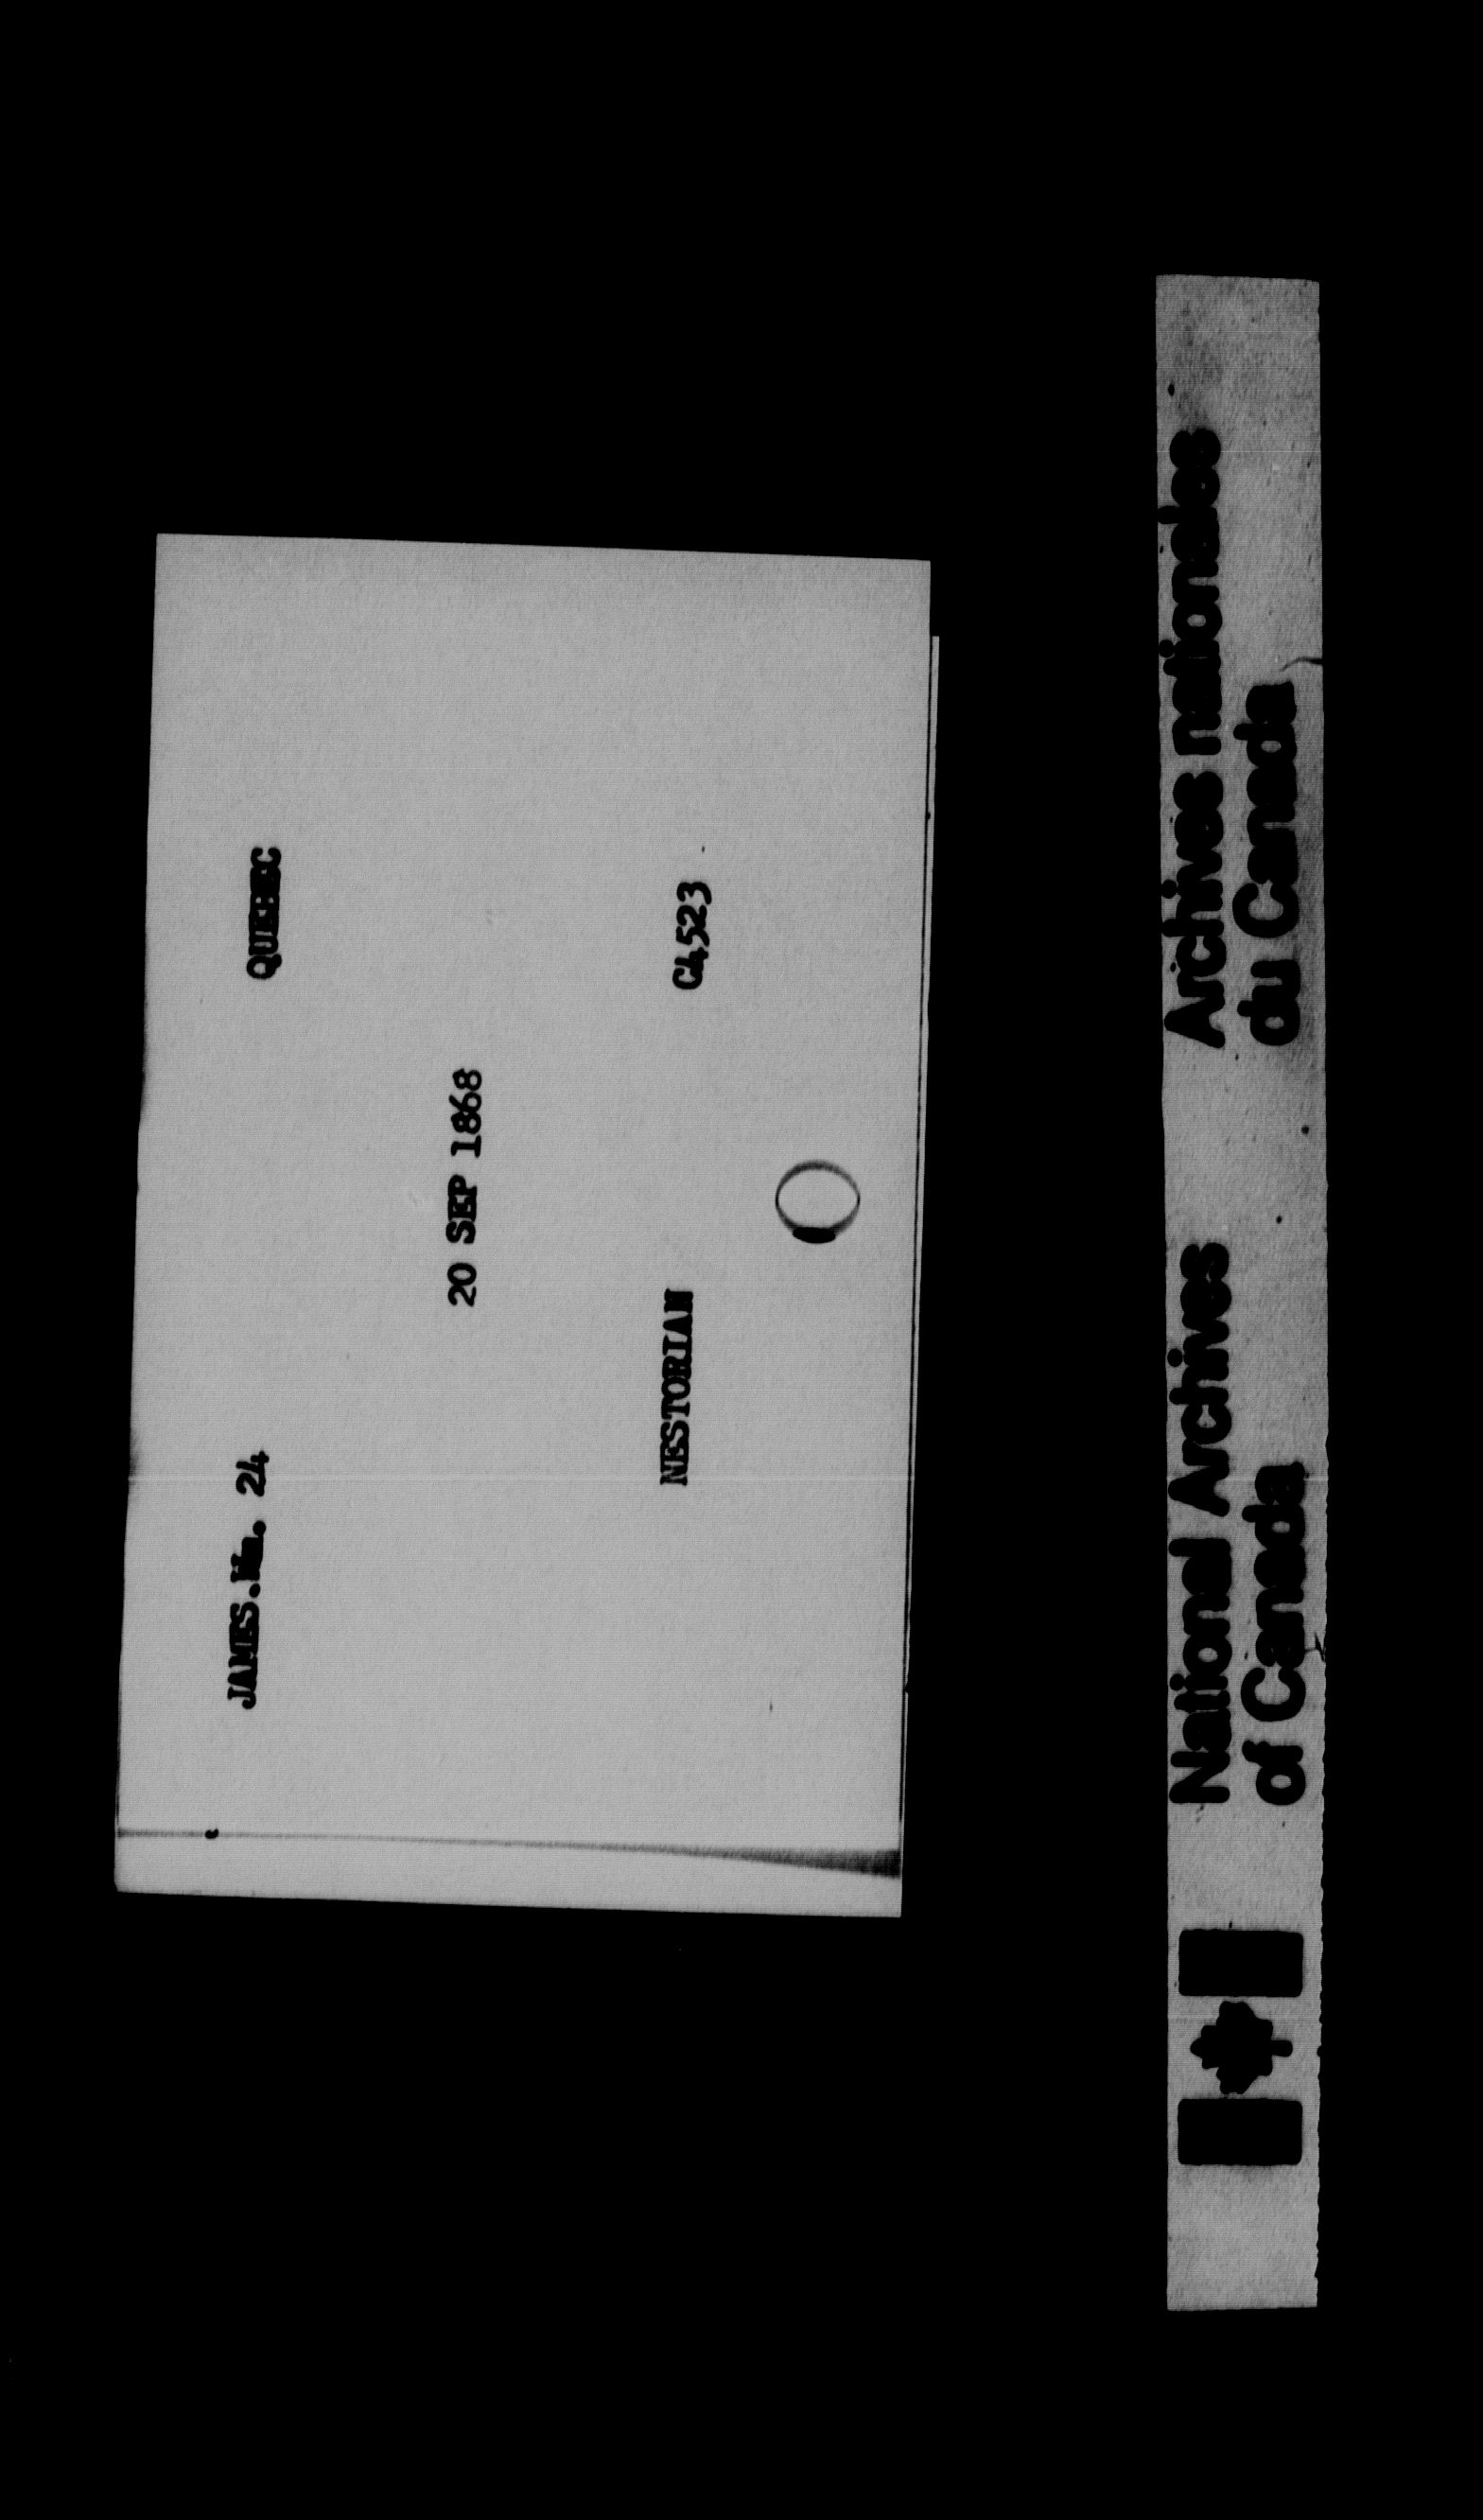 JAMES.Wm. 24 QUEBEC
20 SEP 1868
NESTORIAN C4523
National Archives
of Canada
Archives nationales
du Canada